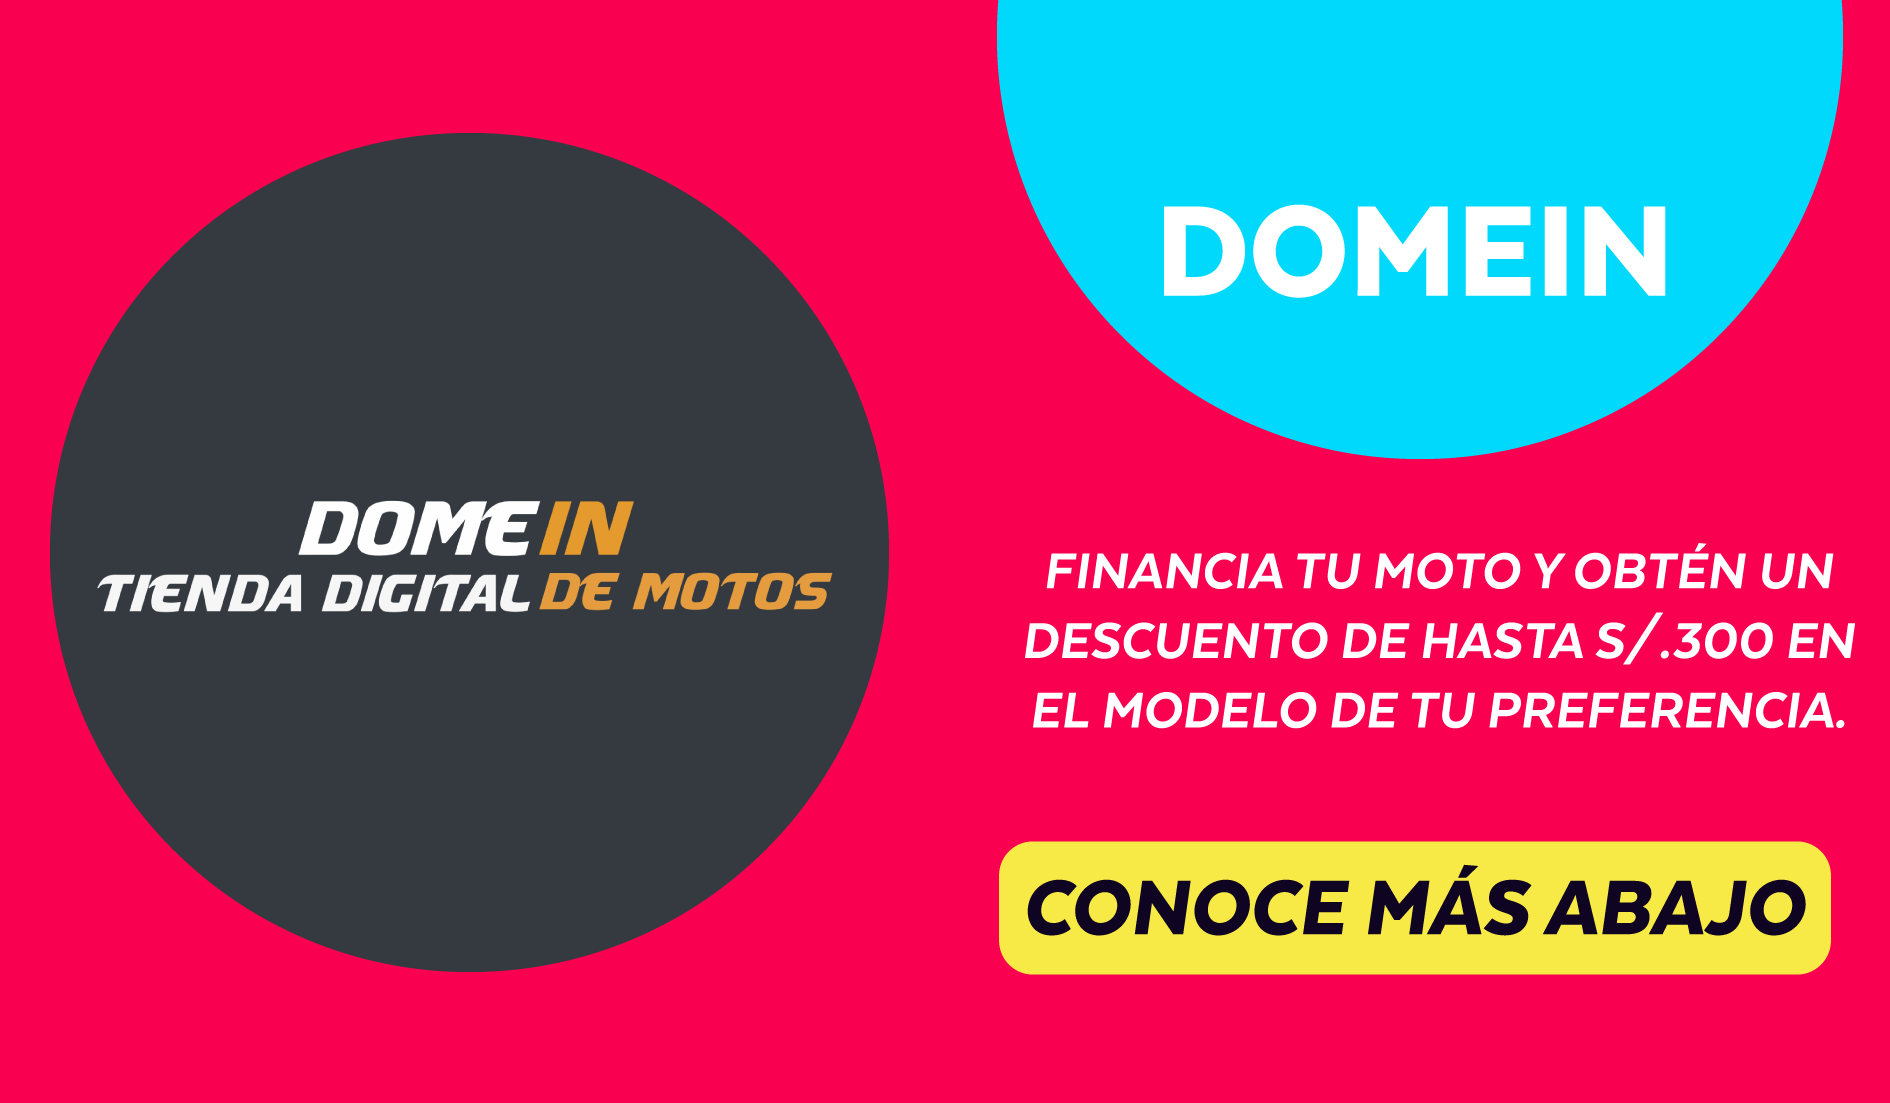 DOMEIN
TIENDA DIGITAL DE MOTOS
DOMEIN
FINANCIA TU MOTO Y OBTÉN UN
DESCUENTO DE HASTA S/.300 EN
EL MODELO DE TU PREFERENCIA.
CONOCE MÁS ABAJO